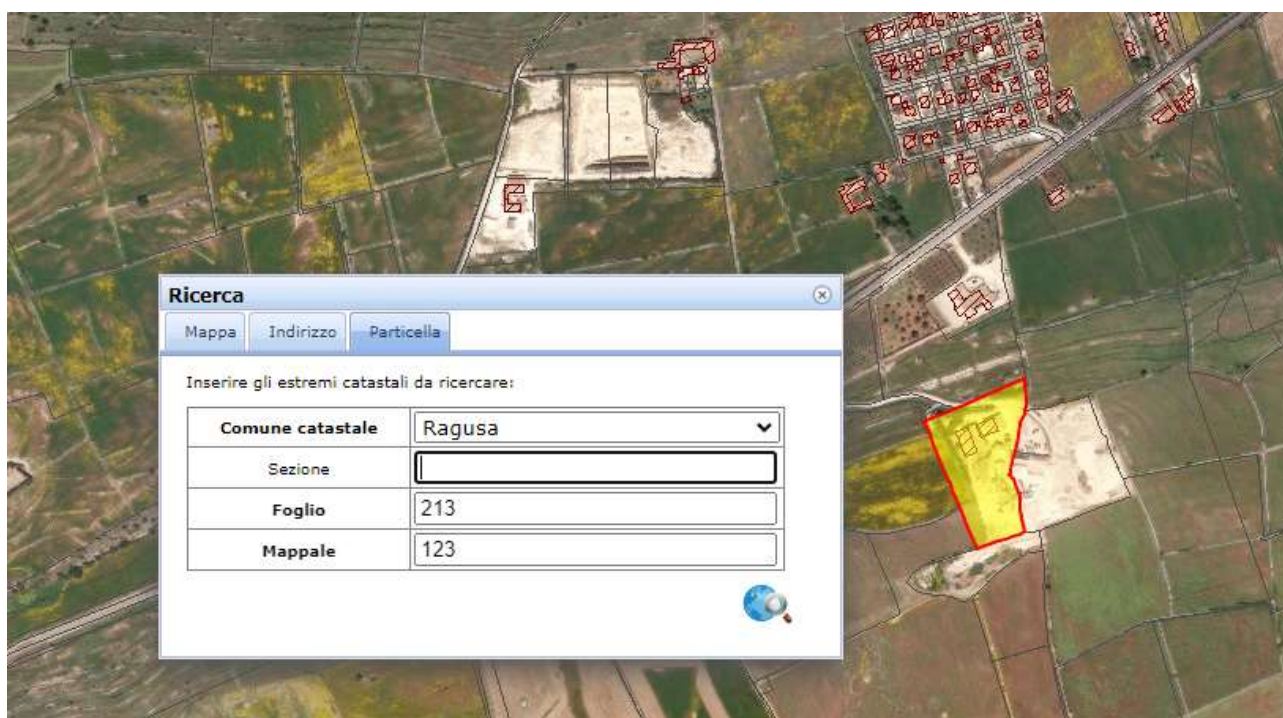 Ricerca
Mappa Indirizzo Particella
Inserire gli estremi catastali da ricercare:
Comune catastale Ragusa
Sezione
Foglio 213
Mappale 123